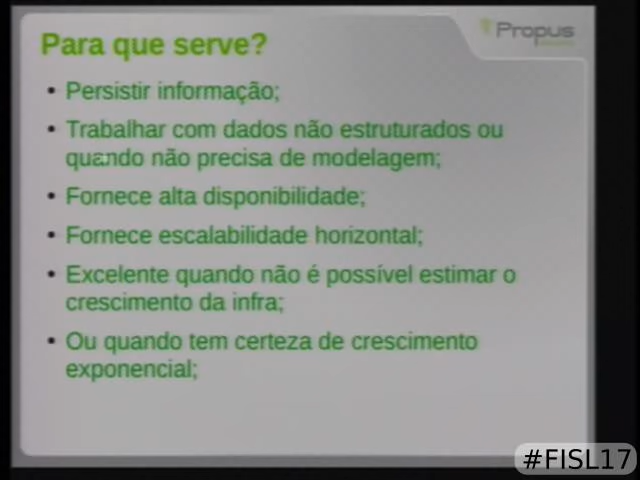 Para que serve?
Propus
• Persistir informação;
• Trabalhar com dados não estruturados ou
quando não precisa de modelagem;
• Fornece alta disponibilidade;
• Fornece escalabilidade horizontal;
• Excelente quando não é possível estimar o
crescimento da infra;
• Ou quando tem certeza de crescimento
exponencial;
#FISL17